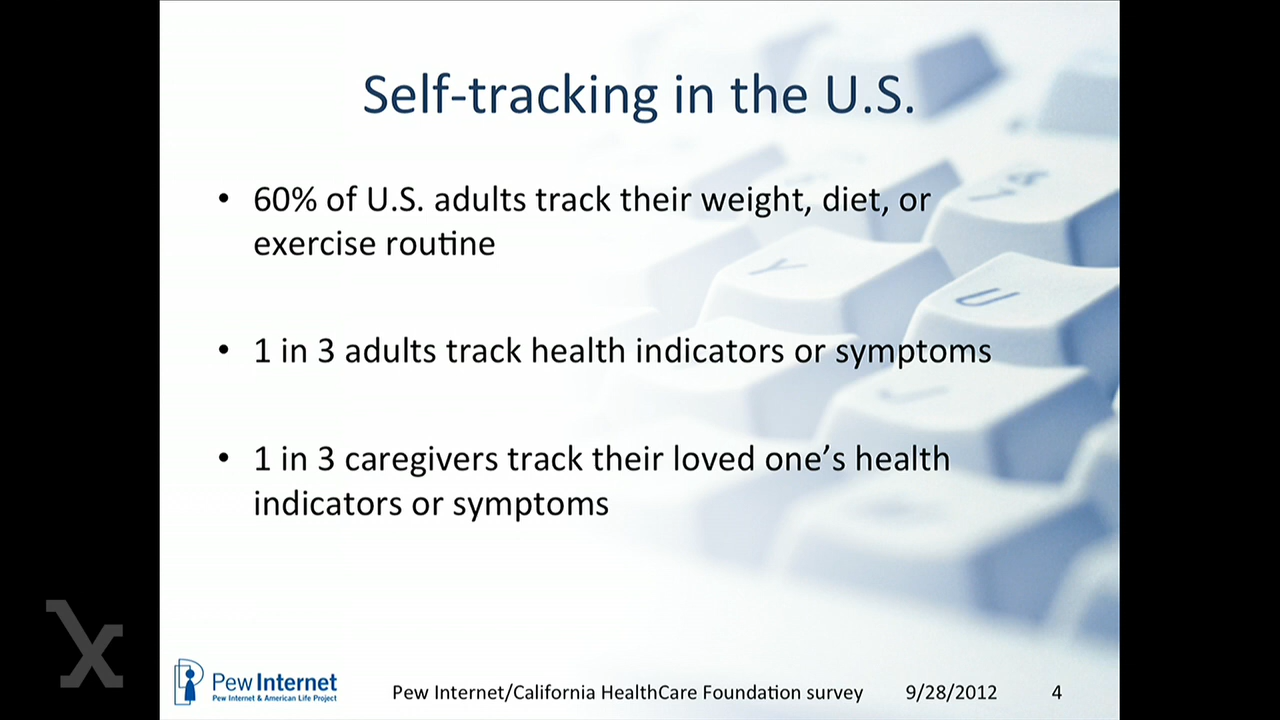 Self-tracking in the U.S.
• 60% of U.S. adults track their weight, diet, or
exercise routine
• 1 in 3 adults track health indicators or symptoms
• 1 in 3 caregivers track their loved one’s health
indicators or symptoms
Y
U
J
Pew Internet
Pew Internet & American Life Project
Pew Internet/California HealthCare Foundation survey
9/28/2012
4